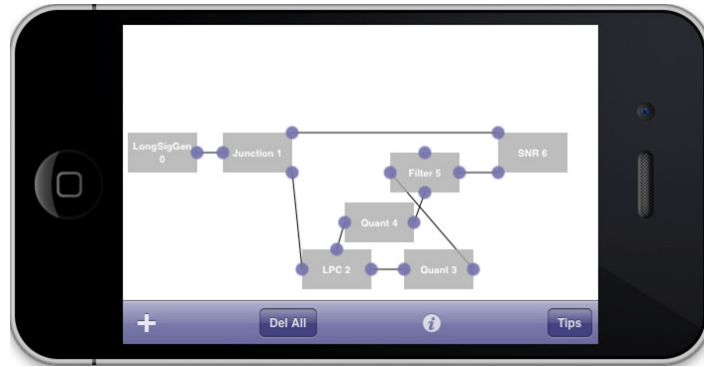 LongSigGen
0
Junction 1
SNR 6
Filter 5
Quant 4
LPC 2
Quant 3
Del All
Tips